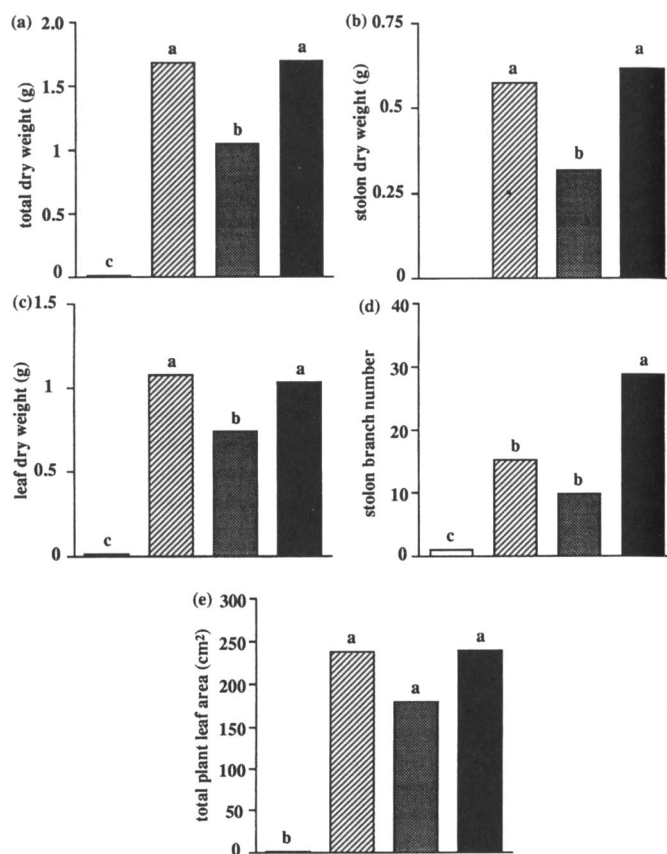 (a)
total dry weight (g)
2.0
1.5
1
0.5
0
c
a
b
a
(b)
stolon dry weight (g)
0.75
0.5
0.25
0
a
b
a
(c)
leaf dry weight (g)
1.5
1
0.5
0
c
a
b
a
(d)
stolon branch number
40
30
20
10
0
c
b
b
a
(e)
total plant leaf area (cm²)
300
250
200
150
100
50
0
b
a
a
a